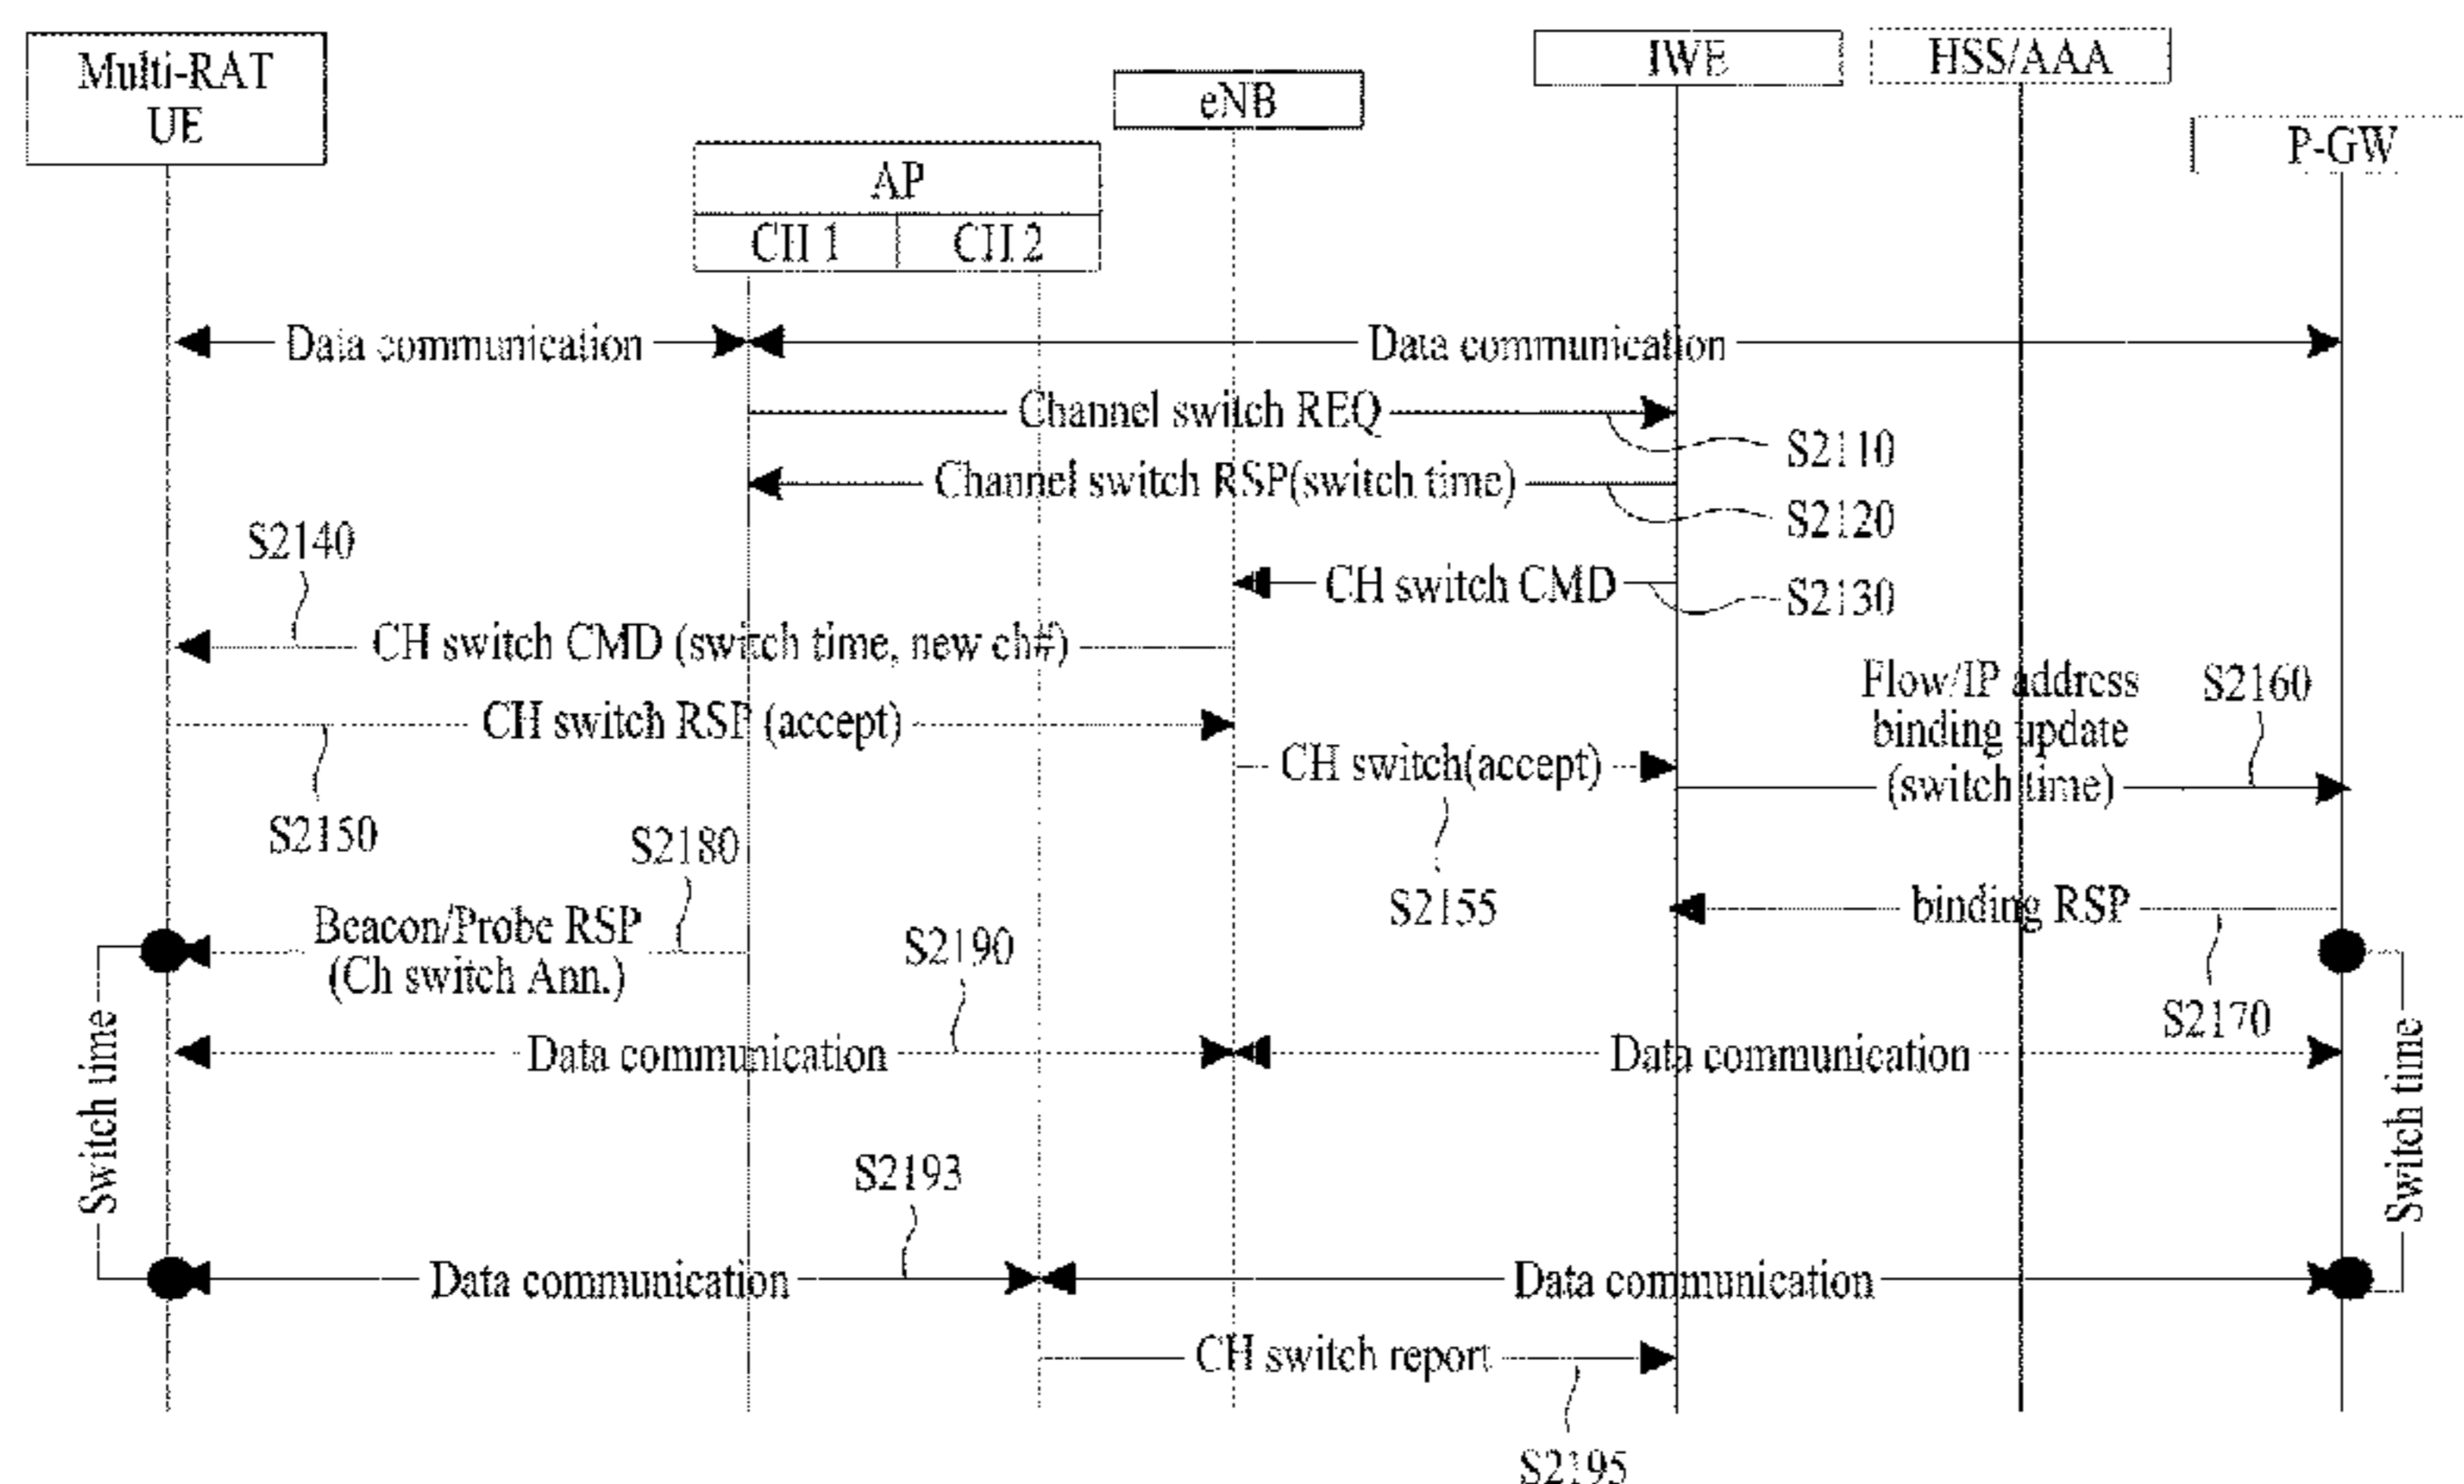 Multi-RAT
UE
AP
CH 1
CH 2
eNB
IWE
HSS/AAA
P-GW
Data communication
Data communication
Channel switch REQ
S2110
Channel switch RSP(switch time)
S2120
S2140
CH switch CMD
S2130
CH switch CMD (switch time, new ch#)
Flow/IP address
binding update
(switch time)
S2160
CH switch RSP (accept)
CH switch(accept)
S2150
S2180
S2155
binding RSP
Beacon/Probe RSP
(Ch switch Ann.)
S2190
S2170
Switch time
Data communication
Data communication
Switch time
S2193
Data communication
Data communication
CH switch report
S2195